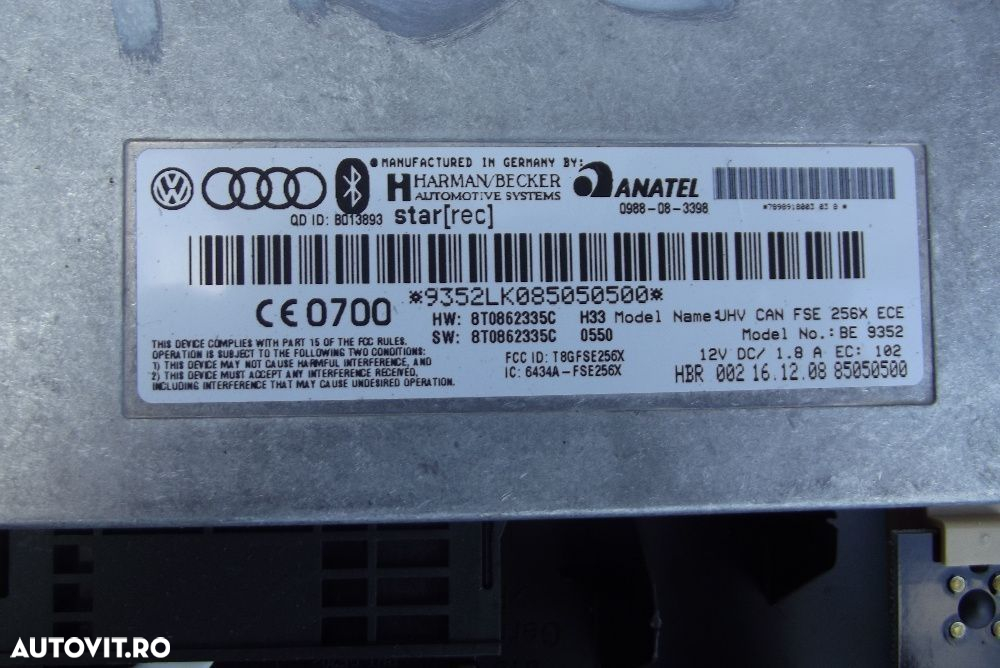 MANUFACTURED IN GERMANY BY:
HARMAN/BECKER
AUTOMOTIVE SYSTEMS
ANATEL
0988-08-3398
*7898918003 03 8 *
QD ID: B013893
star[rec]
*9352LK085050500*
CE 0700
HW: 8T0862335C H33
SW: 8T0862335C 0550
Model Name:UHV CAN FSE 256X ECE
Model No.: BE 9352
THIS DEVICE COMPLIES WITH PART 15 OF THE FCC RULES.
OPERATION IS SUBJECT TO THE FOLLOWING TWO CONDITIONS:
1) THIS DEVICE MAY NOT CAUSE HARMFUL INTERFERENCE, AND
2) THIS DEVICE MUST ACCEPT ANY INTERFERENCE RECEIVED,
INCLUDING INTERFERENCE THAT MAY CAUSE UNDESIRED OPERATION.
FCC ID: T8GFSE256X
IC: 6434A-FSE256X
12V DC/ 1.8 A EC: 102
HBR 002 16.12.08 85050500
AUTOVIT.RO